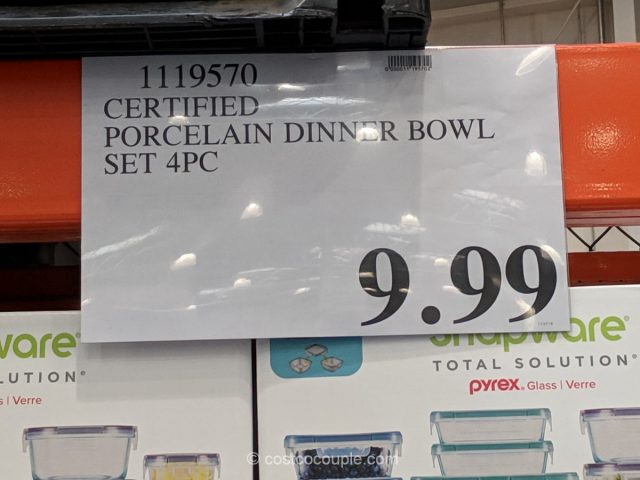 1119570
CERTIFIED
PORCELAIN DINNER BOWL
SET 4PC
9.99
ware
LUTION®
s | Verre
snapware®
TOTAL SOLUTION®
pyrex® Glass | Verre
© costcocouple.com